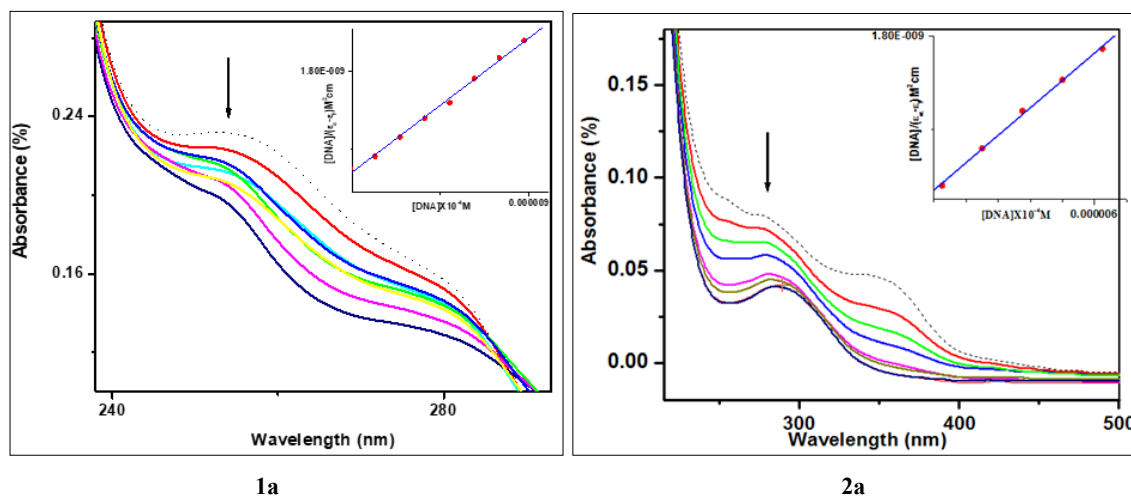 0.24
0.16
Absorbance (%)
240
280
Wavelength (nm)
1.80E-009
[DNA]/(εa-εf)M²cm
[DNA]X10⁻⁴M
0.000009
1a
0.15
0.10
0.05
0.00
Absorbance (%)
300
400
500
Wavelength (nm)
1.80E-009
[DNA]/(εa-εf)M²cm
[DNA]X10⁻⁴M
0.000006
2a